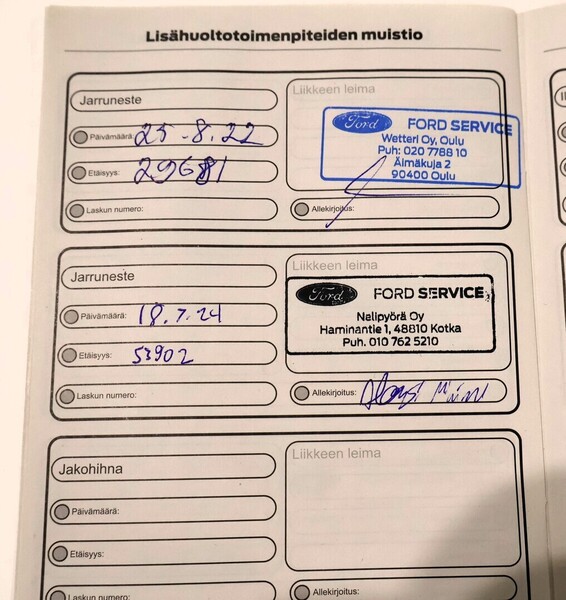 Lisähuoltotoimenpiteiden muistio
Jarruneste
Päivämäärä: 25.8.22
Etäisyys: 29681
Laskun numero:
Liikkeen leima
Ford FORD SERVICE
Wetteri Oy, Oulu
Puh: 020 7788 10
Äimäkuja 2
90400 Oulu
Allekirjoitus:
Jarruneste
Päivämäärä: 18.7.24
Etäisyys: 53902
Laskun numero:
Liikkeen leima
Ford FORD SERVICE
Nelipyörä Oy
Haminantie 1, 48810 Kotka
Puh. 010 762 5210
Allekirjoitus:
Jakohihna
Päivämäärä:
Etäisyys:
Laskun numero:
Liikkeen leima
Allekirjoitus: